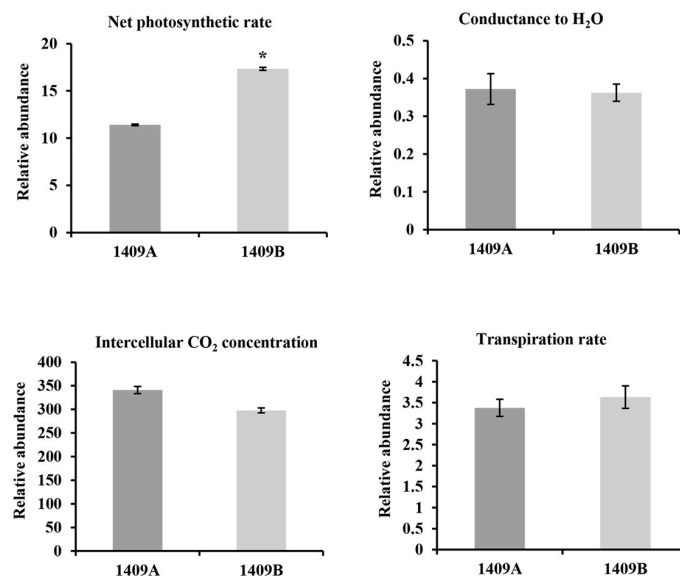 Net photosynthetic rate
Relative abundance
20
15
10
5
0
*
1409A 1409B
Conductance to H₂O
Relative abundance
0.5
0.4
0.3
0.2
0.1
0
1409A 1409B
Intercellular CO₂ concentration
Relative abundance
400
350
300
250
200
150
100
50
0
1409A 1409B
Transpiration rate
Relative abundance
4.5
4
3.5
3
2.5
2
1.5
1
0.5
0
1409A 1409B